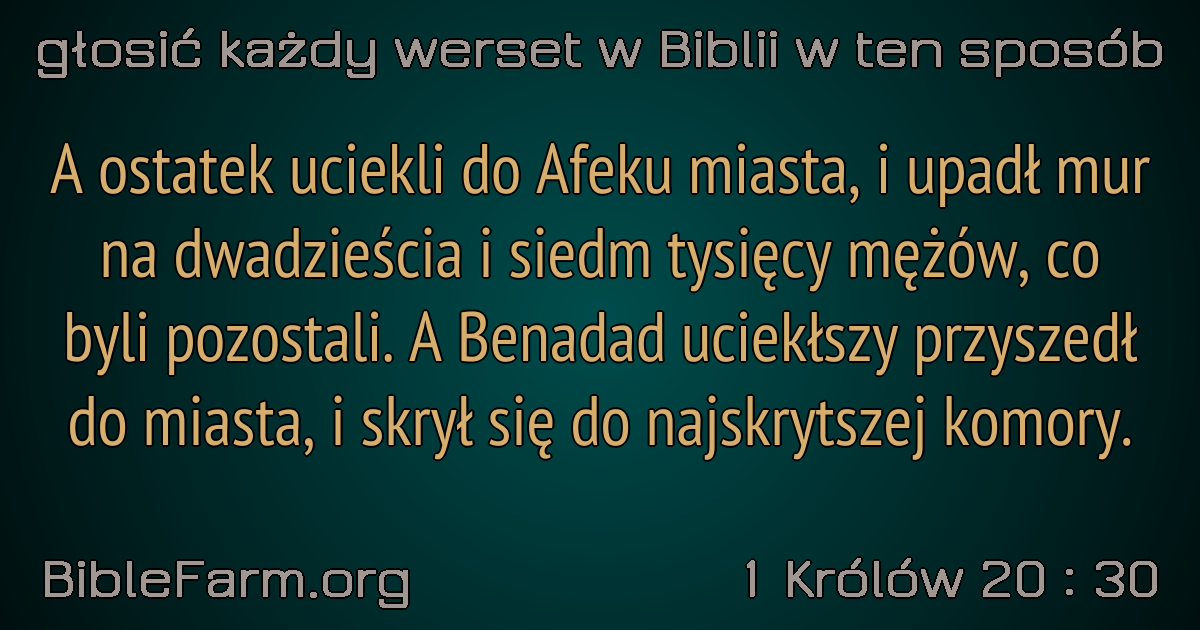 głosić każdy werset w Biblii w ten sposób
A ostatek uciekli do Afeku miasta, i upadł mur
na dwadzieścia i siedm tysięcy mężów, co
byli pozostali. A Benadad uciekłszy przyszedł
do miasta, i skrył się do najskrytszej komory.
BibleFarm.org
1 Królów 20 : 30